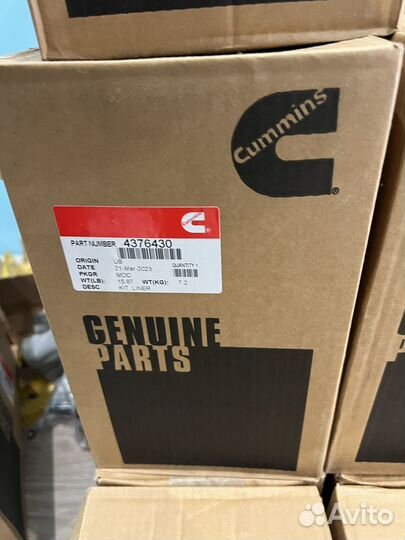 Cummins
PART NUMBER 4376430
ORIGIN US
DATE 21-Mar-2023 QUANTITY 1
PKGR MDC
WT(LB): 15.87 WT(KG): 7.2
DESC KIT, LINER
GENUINE
PARTS
Avito